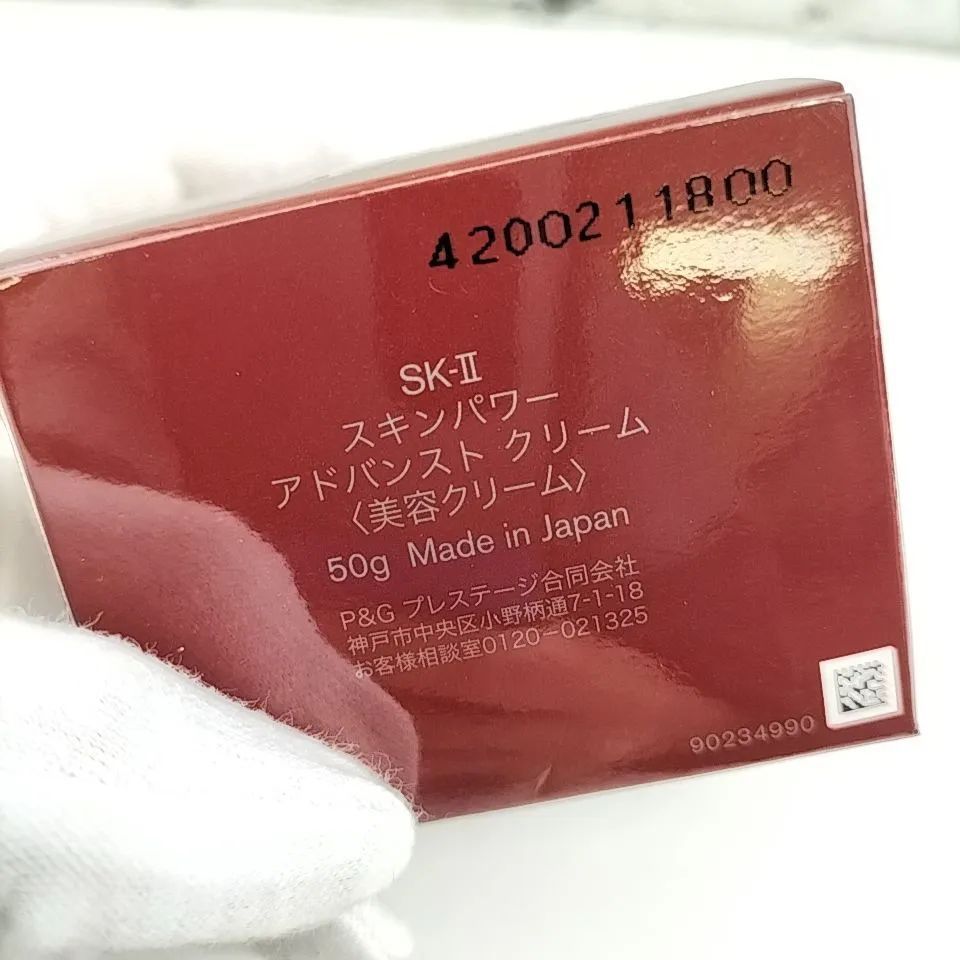 4200211800
SK-Ⅱ
スキンパワー
アドバンスト クリーム
〈美容クリーム〉
50g Made in Japan
P&G プレステージ合同会社
神戸市中央区小野柄通7-1-18
お客様相談室0120-021325
90234990